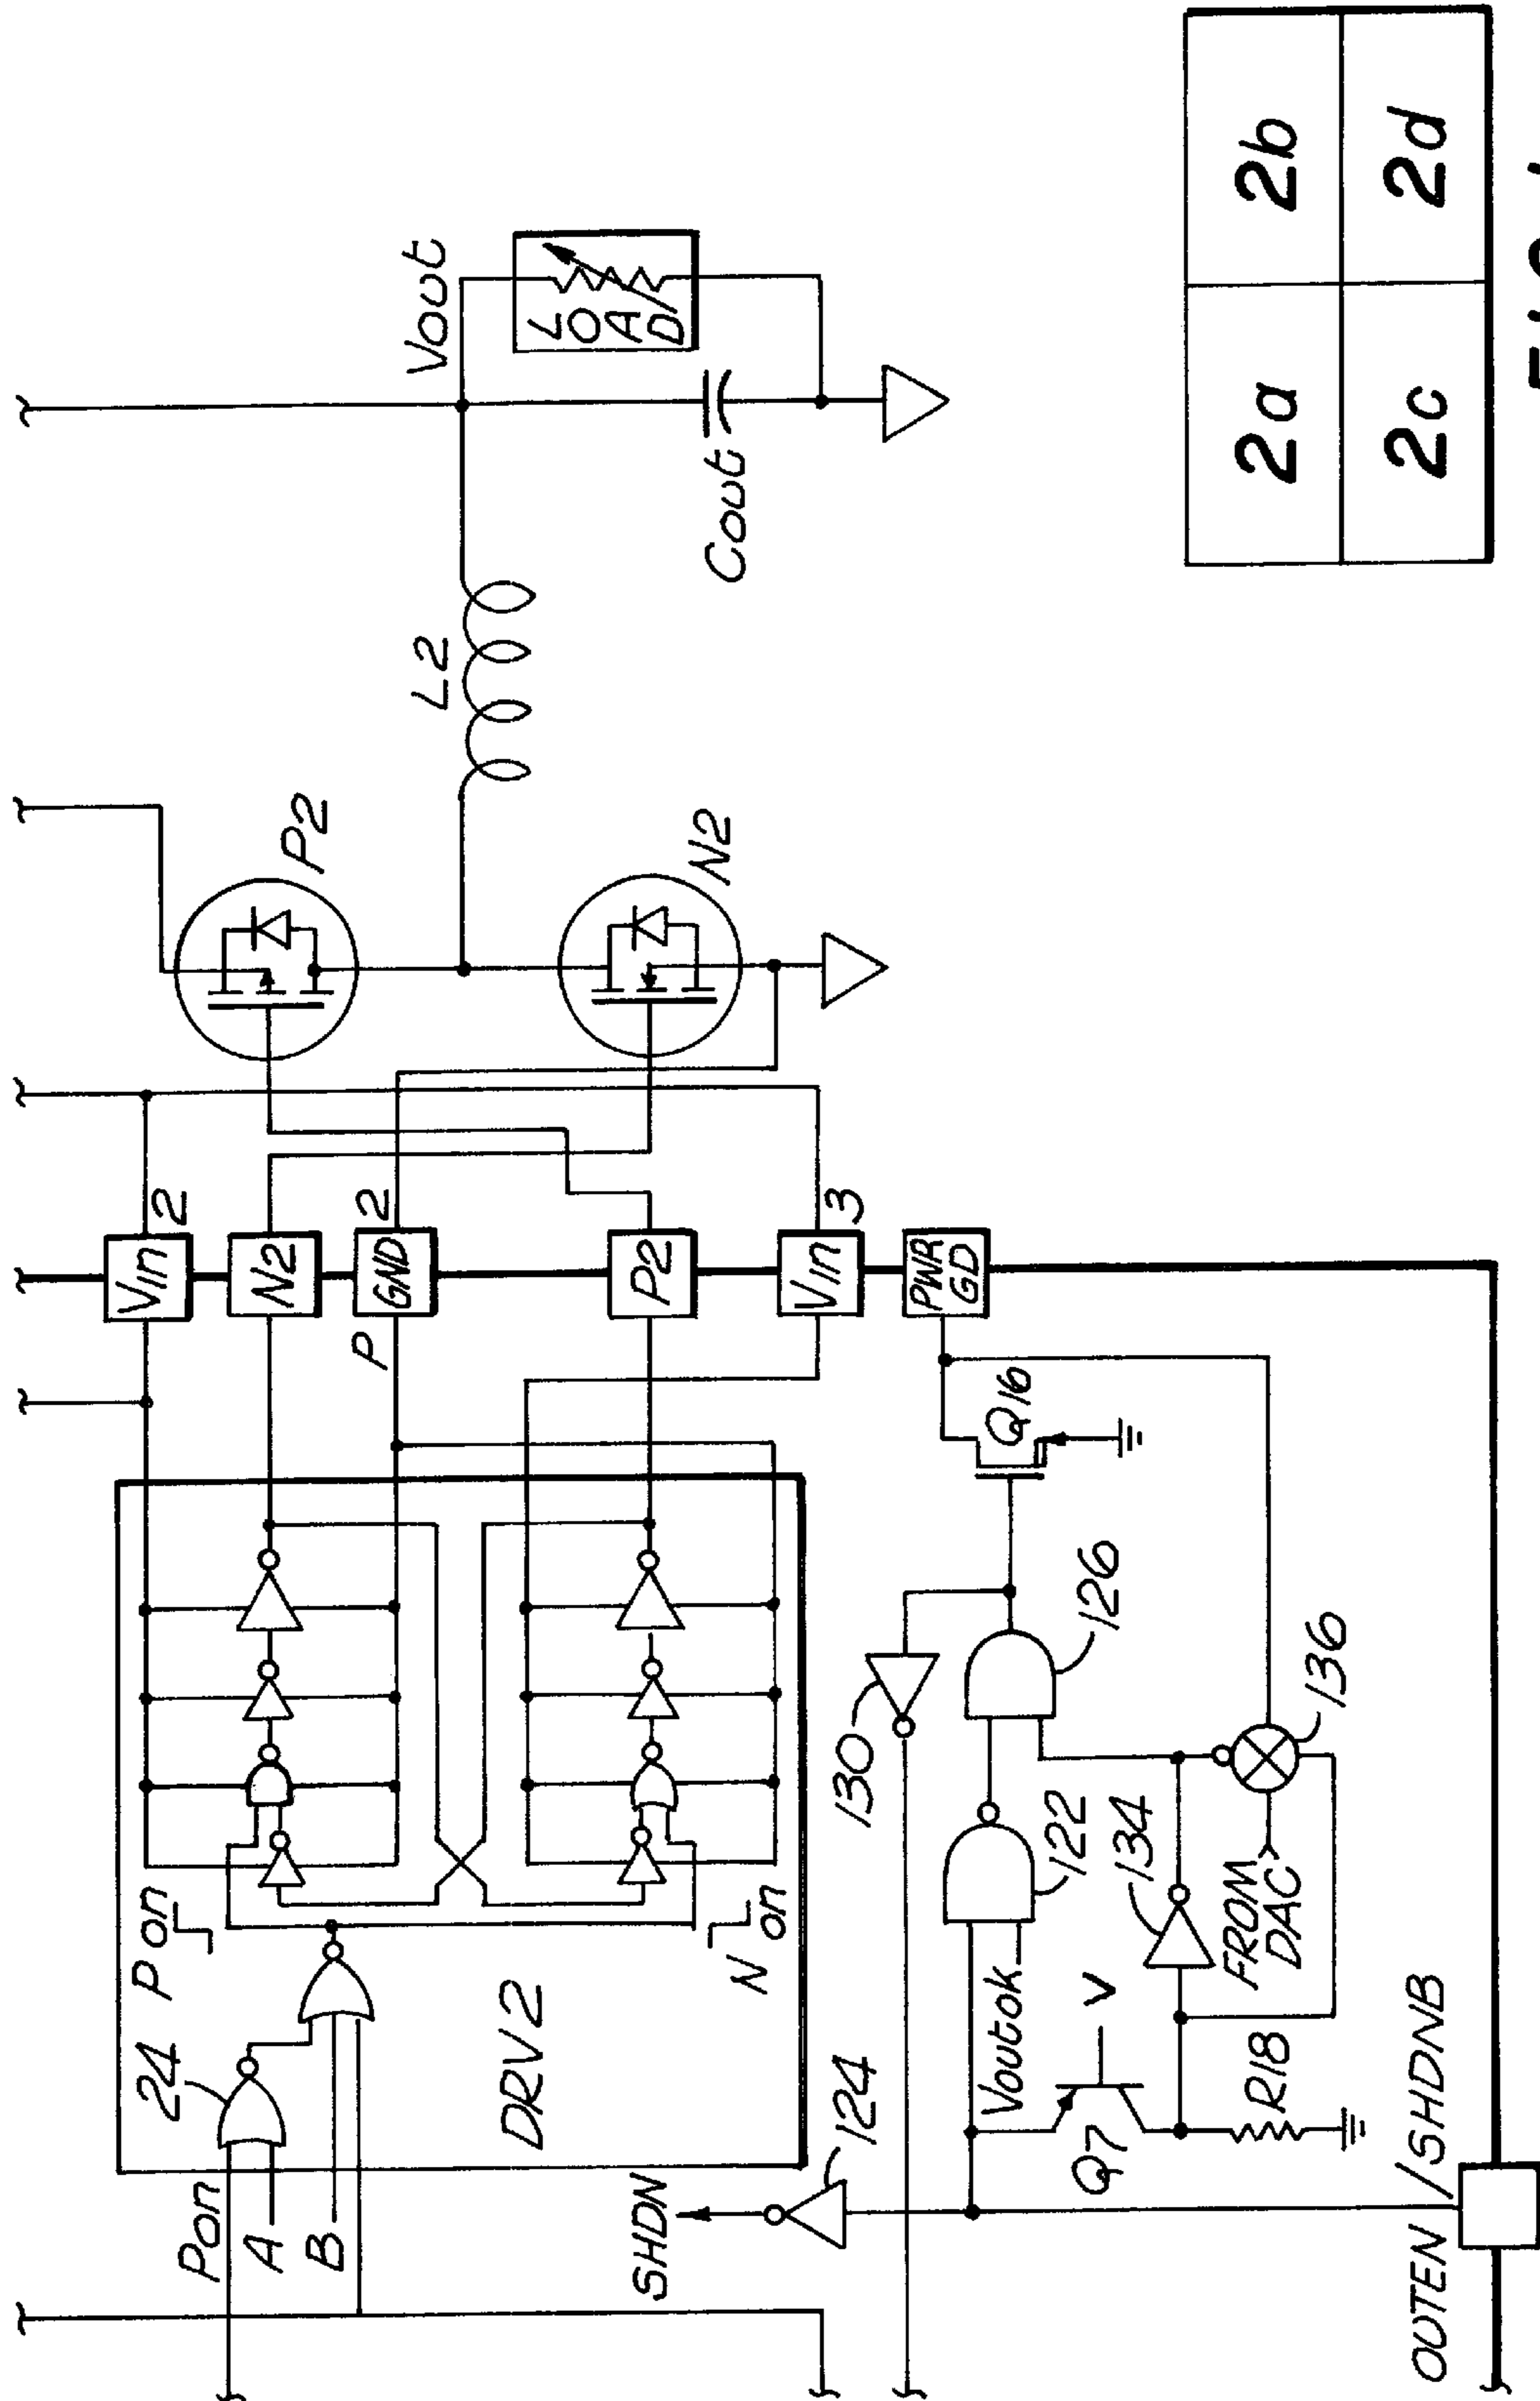 Pon
A
B
24
P on
N on
DRV 2
Vin 2
N2
P GND 2
P2
Vin 3
PWR
GD
P2
N2
L2
Vout
LOAD
Cout
SHDN
124
Voutok
122
126
130
Q16
Q7
V
R18
134
FROM
DAC
136
OUTEN /SHDNB
2a 2b
2c 2d